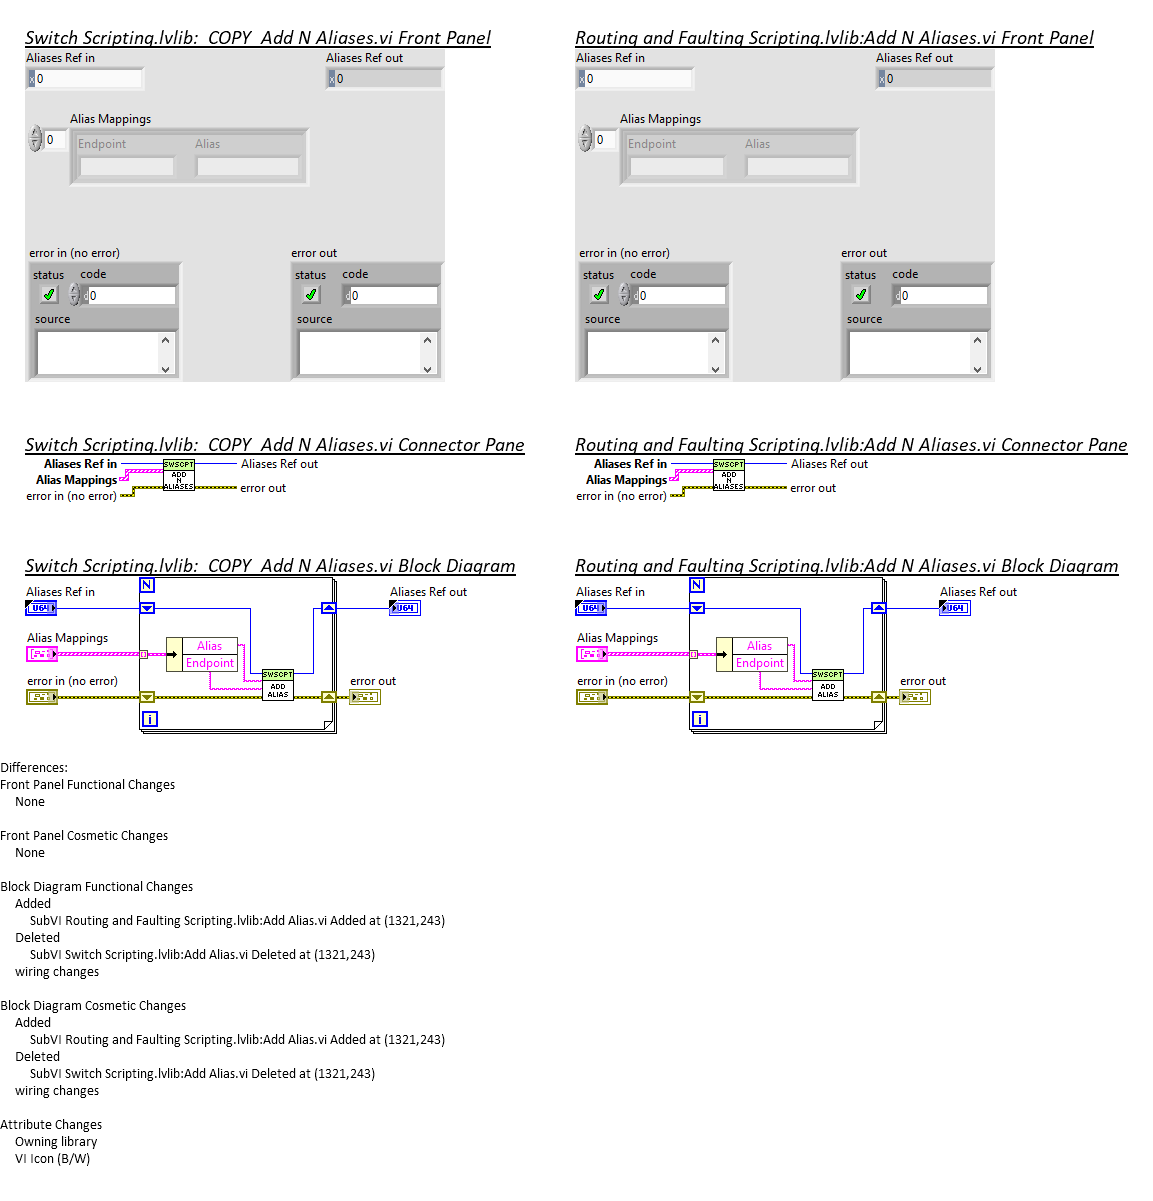 Switch Scripting.lvlib:  COPY  Add N Aliases.vi Front Panel
Aliases Ref in
Aliases Ref out
x 0
x 0
Alias Mappings
0
Endpoint
Alias
error in (no error)
error out
status
code
status
code
d 0
d 0
source
source
Routing and Faulting Scripting.lvlib:Add N Aliases.vi Front Panel
Aliases Ref in
Aliases Ref out
x 0
x 0
Alias Mappings
0
Endpoint
Alias
error in (no error)
error out
status
code
status
code
d 0
d 0
source
source
Switch Scripting.lvlib:  COPY  Add N Aliases.vi Connector Pane
Aliases Ref in
Alias Mappings
error in (no error)
SWSCPT
ADD
N
ALIASES
Aliases Ref out
error out
Routing and Faulting Scripting.lvlib:Add N Aliases.vi Connector Pane
Aliases Ref in
Alias Mappings
error in (no error)
SWSCPT
ADD
N
ALIASES
Aliases Ref out
error out
Switch Scripting.lvlib:  COPY  Add N Aliases.vi Block Diagram
Aliases Ref in
U64
Alias Mappings
error in (no error)
N
Alias
Endpoint
SWSCPT
ADD
ALIAS
i
Aliases Ref out
U64
error out
Routing and Faulting Scripting.lvlib:Add N Aliases.vi Block Diagram
Aliases Ref in
U64
Alias Mappings
error in (no error)
N
Alias
Endpoint
SWSCPT
ADD
ALIAS
i
Aliases Ref out
U64
error out
Differences:
Front Panel Functional Changes
None
Front Panel Cosmetic Changes
None
Block Diagram Functional Changes
Added
SubVI Routing and Faulting Scripting.lvlib:Add Alias.vi Added at (1321,243)
Deleted
SubVI Switch Scripting.lvlib:Add Alias.vi Deleted at (1321,243)
wiring changes
Block Diagram Cosmetic Changes
Added
SubVI Routing and Faulting Scripting.lvlib:Add Alias.vi Added at (1321,243)
Deleted
SubVI Switch Scripting.lvlib:Add Alias.vi Deleted at (1321,243)
wiring changes
Attribute Changes
Owning library
VI Icon (B/W)